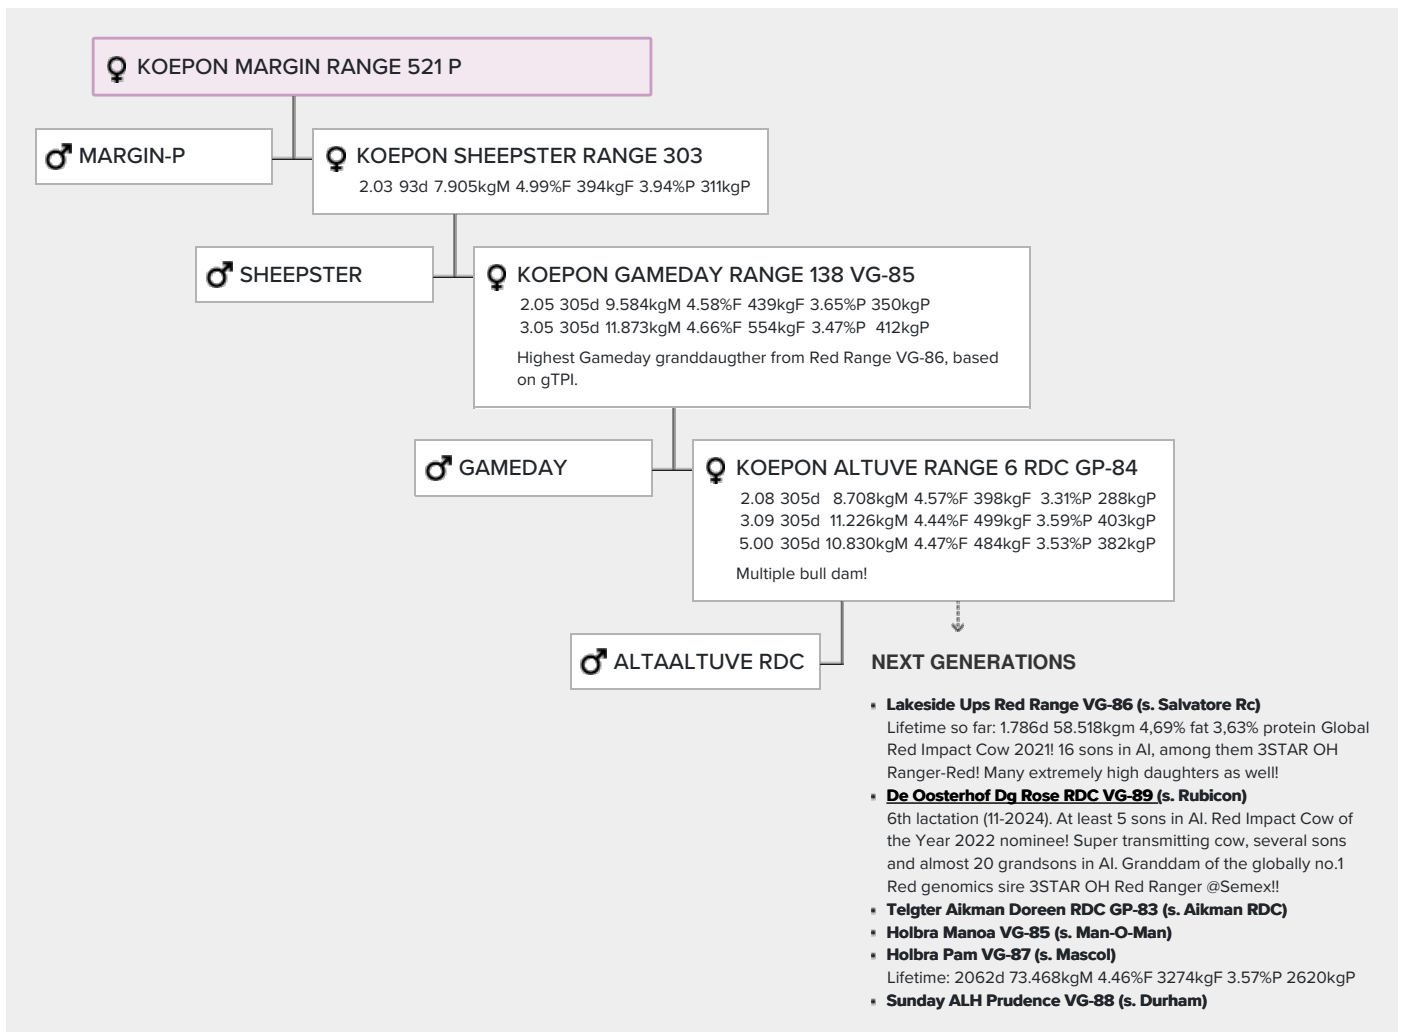 ♀ KOEPON MARGIN RANGE 521 P
♂ MARGIN-P
♀ KOEPON SHEEPSTER RANGE 303
2.03 93d 7.905kgM 4.99%F 394kgF 3.94%P 311kgP
♂ SHEEPSTER
♀ KOEPON GAMEDAY RANGE 138 VG-85
2.05 305d 9.584kgM 4.58%F 439kgF 3.65%P 350kgP
3.05 305d 11.873kgM 4.66%F 554kgF 3.47%P 412kgP
Highest Gameday granddaugther from Red Range VG-86, based
on gTPI.
♂ GAMEDAY
♀ KOEPON ALTUVE RANGE 6 RDC GP-84
2.08 305d 8.708kgM 4.57%F 398kgF 3.31%P 288kgP
3.09 305d 11.226kgM 4.44%F 499kgF 3.59%P 403kgP
5.00 305d 10.830kgM 4.47%F 484kgF 3.53%P 382kgP
Multiple bull dam!
♂ ALTAALTUVE RDC
NEXT GENERATIONS
▪ Lakeside Ups Red Range VG-86 (s. Salvatore Rc)
Lifetime so far: 1.786d 58.518kgm 4,69% fat 3,63% protein Global
Red Impact Cow 2021! 16 sons in AI, among them 3STAR OH
Ranger-Red! Many extremely high daughters as well!
▪ De Oosterhof Dg Rose RDC VG-89 (s. Rubicon)
6th lactation (11-2024). At least 5 sons in AI. Red Impact Cow of
the Year 2022 nominee! Super transmitting cow, several sons
and almost 20 grandsons in AI. Granddam of the globally no.1
Red genomics sire 3STAR OH Red Ranger @Semex!!
▪ Telgter Aikman Doreen RDC GP-83 (s. Aikman RDC)
▪ Holbra Manoa VG-85 (s. Man-O-Man)
▪ Holbra Pam VG-87 (s. Mascol)
Lifetime: 2062d 73.468kgM 4.46%F 3274kgF 3.57%P 2620kgP
▪ Sunday ALH Prudence VG-88 (s. Durham)